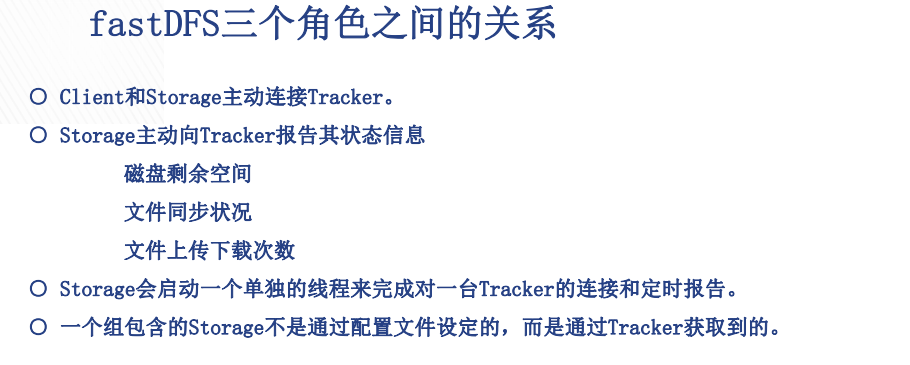 fastDFS三个角色之间的关系
○ Client和Storage主动连接Tracker。
○ Storage主动向Tracker报告其状态信息
磁盘剩余空间
文件同步状况
文件上传下载次数
○ Storage会启动一个单独的线程来完成对一台Tracker的连接和定时报告。
○ 一个组包含的Storage不是通过配置文件设定的，而是通过Tracker获取到的。